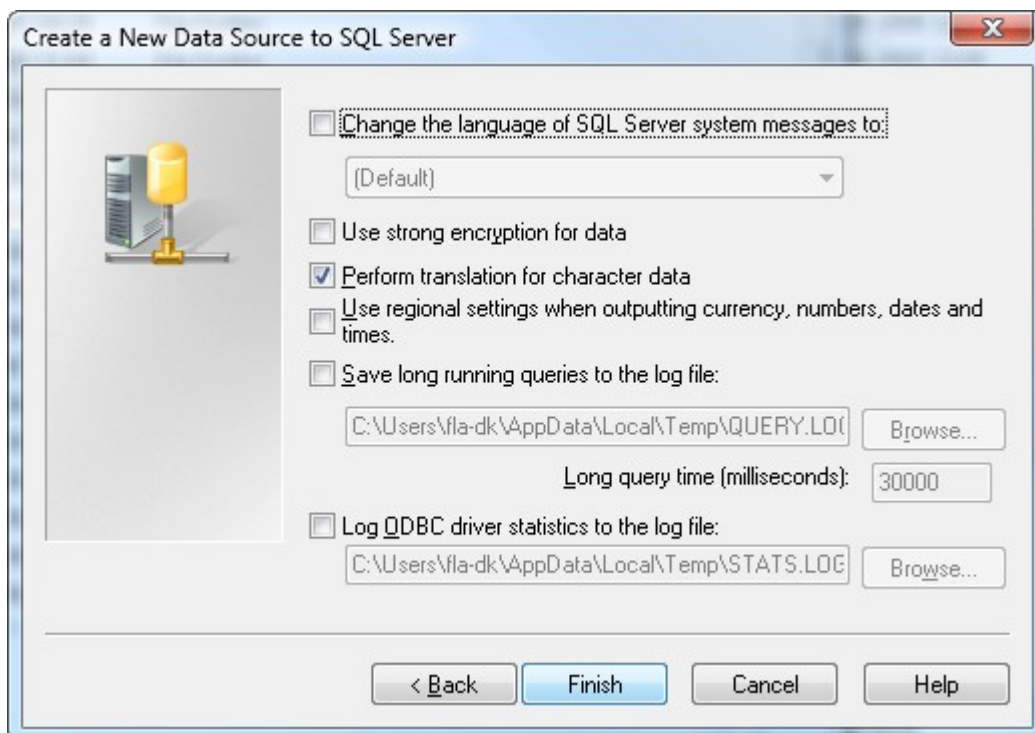 Create a New Data Source to SQL Server
Change the language of SQL Server system messages to:
(Default)
Use strong encryption for data
Perform translation for character data
Use regional settings when outputting currency, numbers, dates and
times.
Save long running queries to the log file:
C:\Users\fla-dk\AppData\Local\Temp\QUERY.LO
Browse...
Long query time (milliseconds):
30000
Log ODBC driver statistics to the log file:
C:\Users\fla-dk\AppData\Local\Temp\STATS.LOG
Browse...
< Back
Finish
Cancel
Help